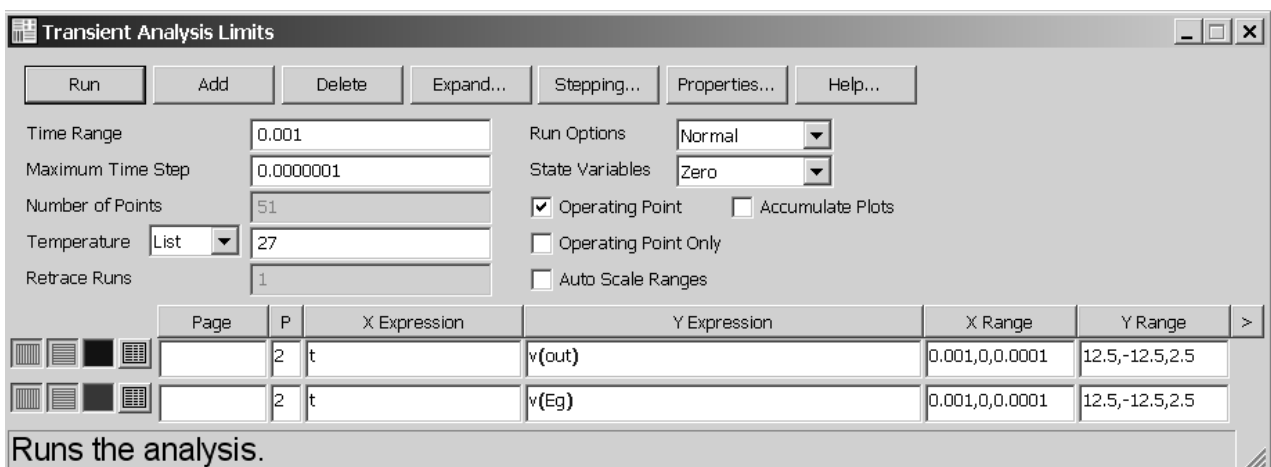 Transient Analysis Limits
Run Add Delete Expand... Stepping... Properties... Help...
Time Range 0.001 Run Options Normal
Maximum Time Step 0.0000001 State Variables Zero
Number of Points 51 Operating Point Accumulate Plots
Temperature List 27 Operating Point Only
Retrace Runs 1 Auto Scale Ranges
Page P X Expression Y Expression X Range Y Range >
2 t v(out) 0.001,0,0.0001 12.5,-12.5,2.5
2 t v(Eg) 0.001,0,0.0001 12.5,-12.5,2.5
Runs the analysis.